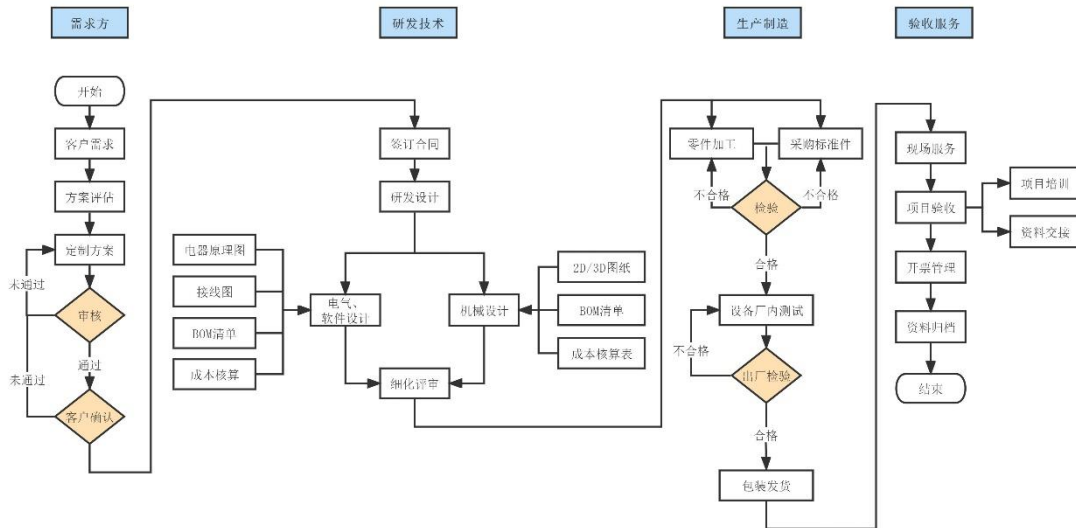 需求方
研发技术
生产制造
验收服务
开始
客户需求
方案评估
定制方案
未通过
审核
通过
未通过
客户确认
签订合同
研发设计
电器原理图
接线图
BOM清单
成本核算
电气、
软件设计
机械设计
2D/3D图纸
BOM清单
成本核算表
细化评审
零件加工
采购标准件
不合格
不合格
检验
合格
设备厂内测试
不合格
出厂检验
合格
包装发货
现场服务
项目验收
项目培训
资料交接
开票管理
资料归档
结束